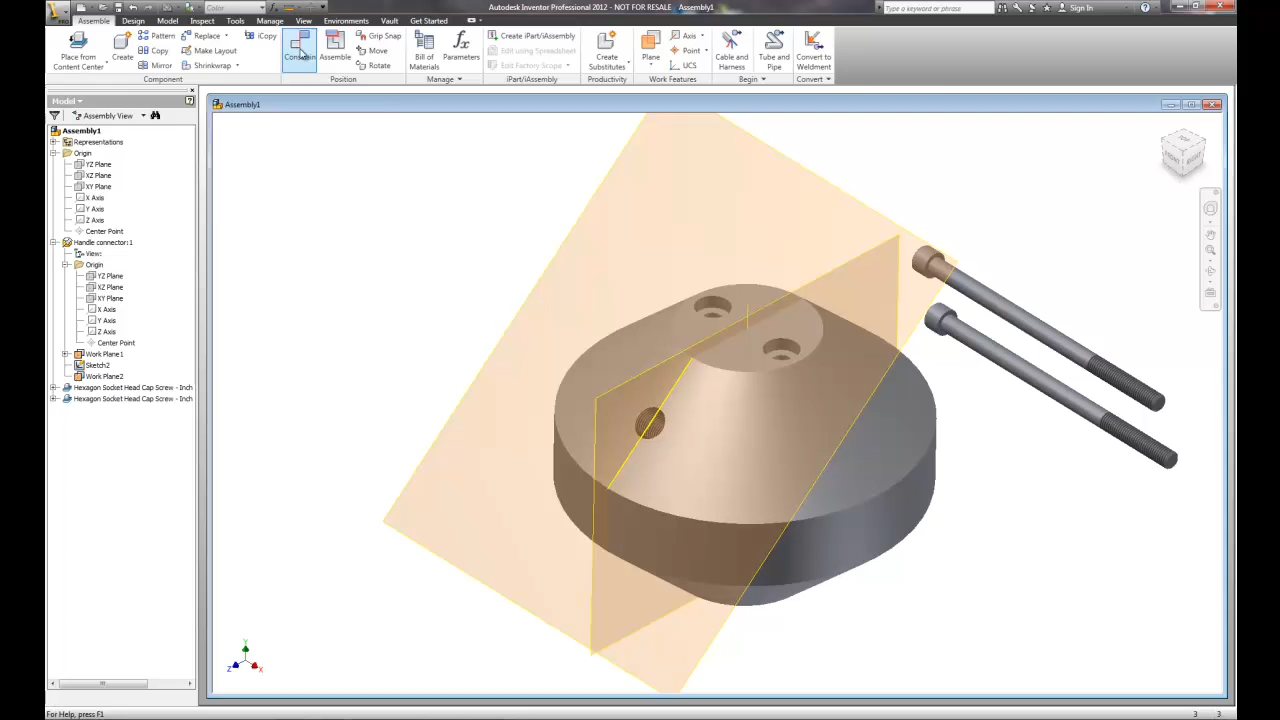 PRO
Color
Autodesk Inventor Professional 2012 - NOT FOR RESALE Assembly1
Type a keyword or phrase
Sign In
Assemble Design Model Inspect Tools Manage View Environments Vault Get Started
Place from
Content Center
Create
Pattern
Copy
Mirror
Replace
Make Layout
Shrinkwrap
iCopy
Component
Constrain
Assemble
Grip Snap
Move
Rotate
Position
Bill of
Materials
Parameters
Manage
Create iPart/iAssembly
Edit using Spreadsheet
Edit Factory Scope
iPart/iAssembly
Create
Substitutes
Productivity
Plane
Axis
Point
UCS
Work Features
Cable and
Harness
Tube and
Pipe
Begin
Convert to
Weldment
Convert
Model
Assembly View
Assembly1
Representations
Origin
YZ Plane
XZ Plane
XY Plane
X Axis
Y Axis
Z Axis
Center Point
Handle connector:1
View:
Origin
YZ Plane
XZ Plane
XY Plane
X Axis
Y Axis
Z Axis
Center Point
Work Plane1
Sketch2
Work Plane2
Hexagon Socket Head Cap Screw - Inch
Hexagon Socket Head Cap Screw - Inch
Assembly1
FRONT
RIGHT
Y
Z
X
For Help, press F1
3 3